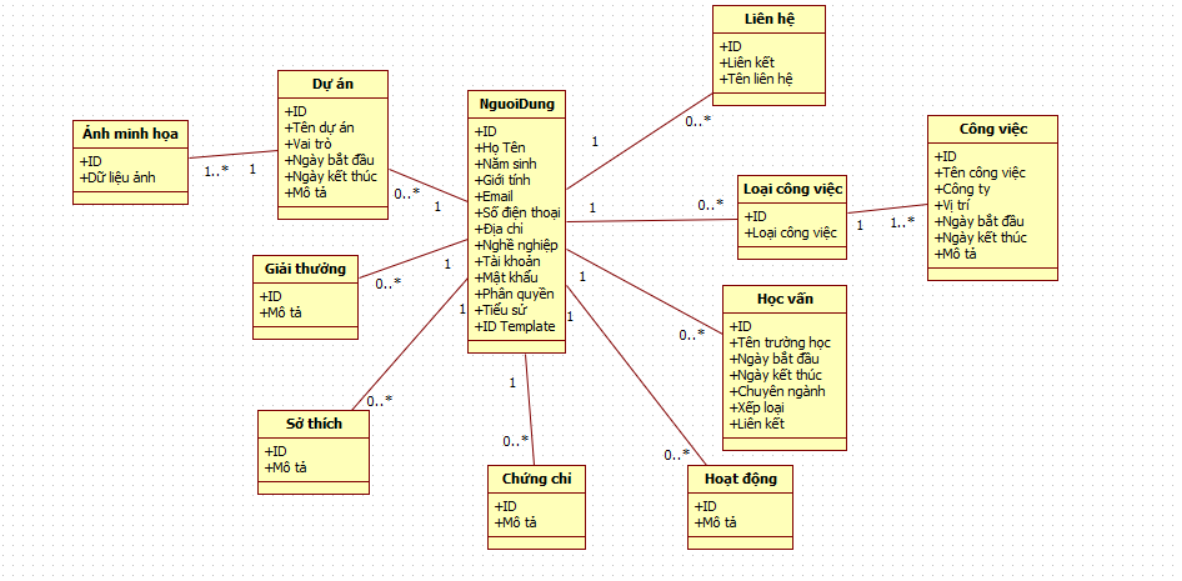 Liên hệ
+ID
+Liên kết
+Tên liên hệ
0..*
1
Dự án
+ID
+Tên dự án
+Vai trò
+Ngày bắt đầu
+Ngày kết thúc
+Mô tả
0..*
1
Ảnh minh họa
+ID
+Dữ liệu ảnh
1..*
1
NguoiDung
+ID
+Họ Tên
+Năm sinh
+Giới tính
+Email
+Số điện thoại
+Địa chỉ
+Nghề nghiệp
+Tài khoản
+Mật khẩu
+Phân quyền
+Tiểu sử
+ID Template
Công việc
+ID
+Tên công việc
+Công ty
+Vị trí
+Ngày bắt đầu
+Ngày kết thúc
+Mô tả
Loại công việc
+ID
+Loại công việc
1
0..*
1
1..*
Giải thưởng
+ID
+Mô tả
1
0..*
Học vấn
+ID
+Tên trường học
+Ngày bắt đầu
+Ngày kết thúc
+Chuyên ngành
+Xếp loại
+Liên kết
1
0..*
Sở thích
+ID
+Mô tả
1
0..*
Chứng chỉ
+ID
+Mô tả
1
0..*
Hoạt động
+ID
+Mô tả
1
0..*